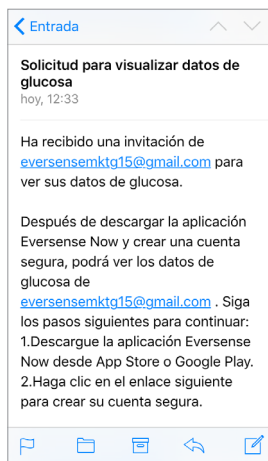 Entrada
Solicitud para visualizar datos de
glucosa
hoy, 12:33
Ha recibido una invitación de
eversensemktg15@gmail.com para
ver sus datos de glucosa.
Después de descargar la aplicación
Eversense Now y crear una cuenta
segura, podrá ver los datos de
glucosa de
eversensemktg15@gmail.com . Siga
los pasos siguientes para continuar:
1.Descargue la aplicación Eversense
Now desde App Store o Google Play.
2.Haga clic en el enlace siguiente
para crear su cuenta segura.